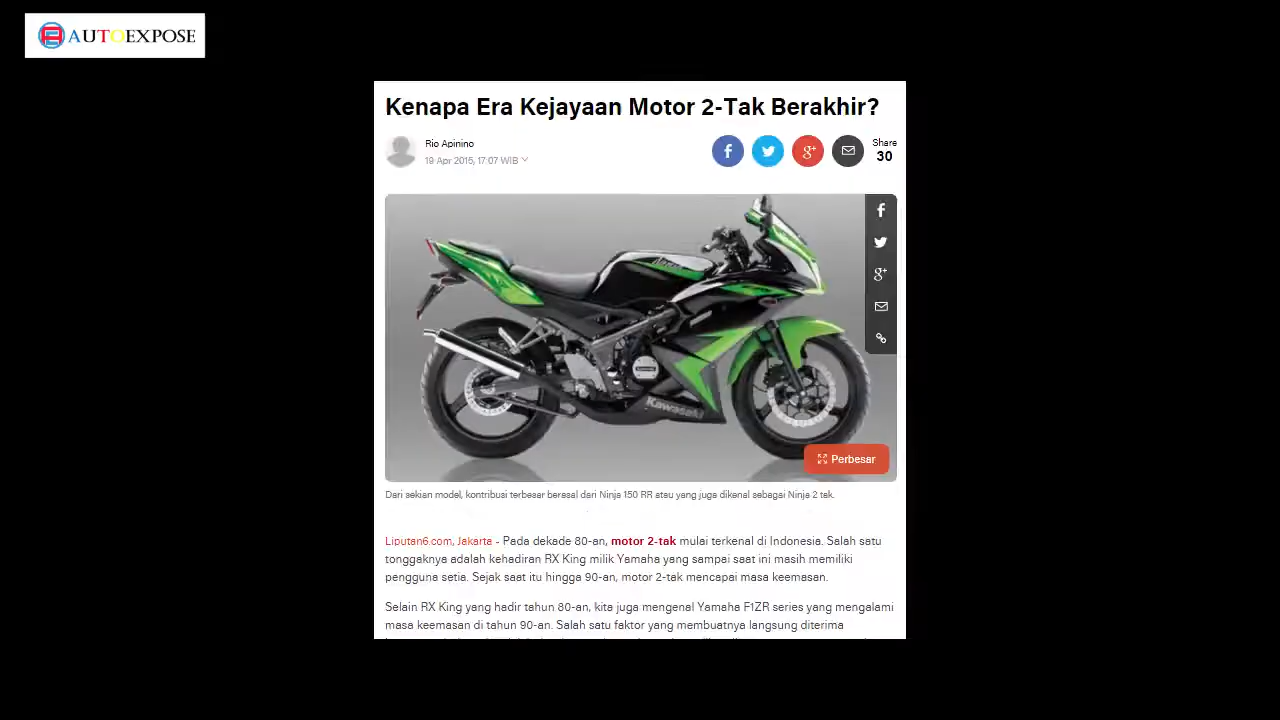 AUTOEXPOSE
Kenapa Era Kejayaan Motor 2-Tak Berakhir?
Rio Apinino
19 Apr 2015, 17:07 WIB
Share
30
Ninja
Kawasaki
Perbesar
Dari sekian model, kontribusi terbesar berasal dari Ninja 150 RR atau yang juga dikenal sebagai Ninja 2 tak.
Liputan6.com, Jakarta - Pada dekade 80-an, motor 2-tak mulai terkenal di Indonesia. Salah satu
tonggaknya adalah kehadiran RX King milik Yamaha yang sampai saat ini masih memiliki
pengguna setia. Sejak saat itu hingga 90-an, motor 2-tak mencapai masa keemasan.
Selain RX King yang hadir tahun 80-an, kita juga mengenal Yamaha F1ZR series yang mengalami
masa keemasan di tahun 90-an. Salah satu faktor yang membuatnya langsung diterima